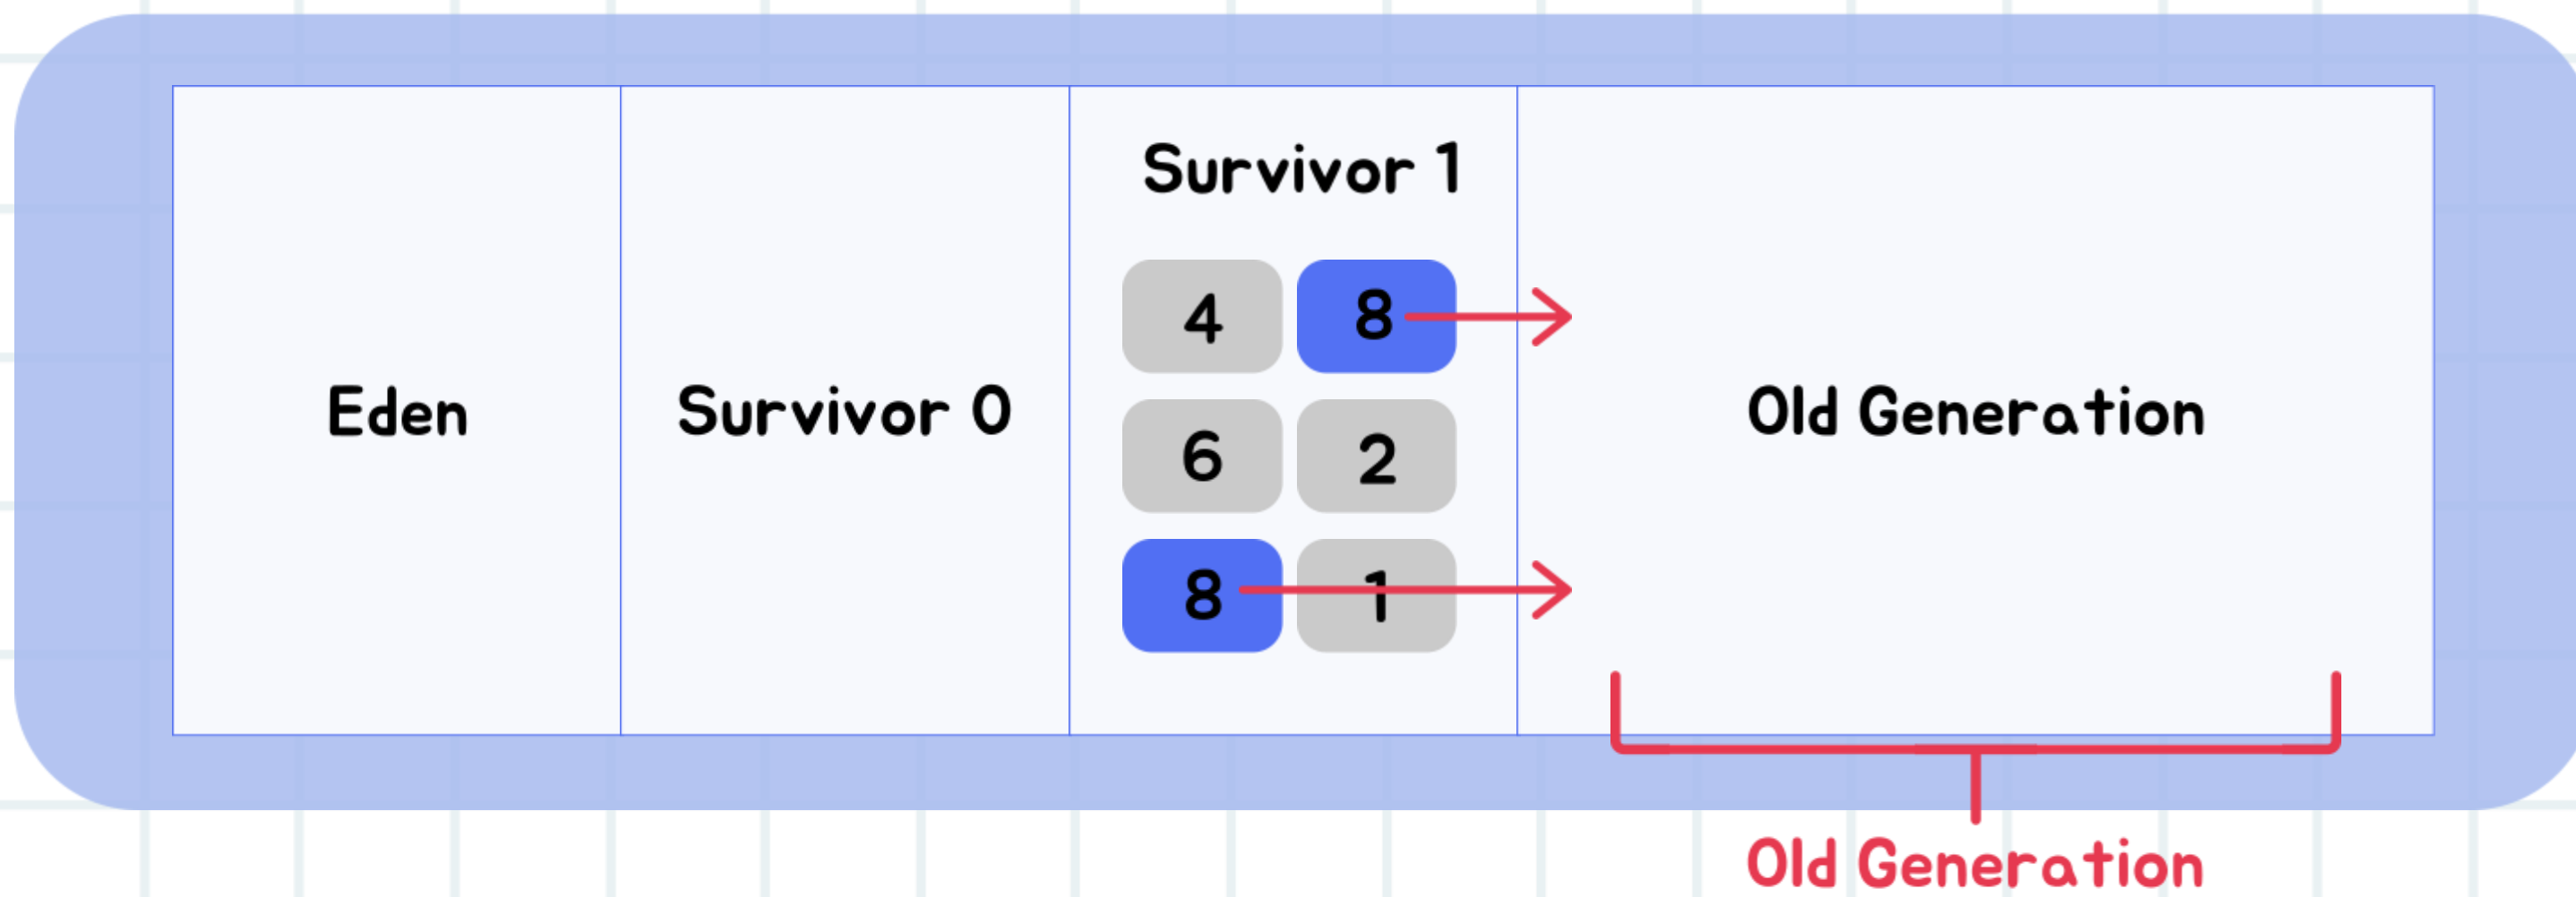 Eden
Survivor 0
Survivor 1
4 8
6 2
8 1
Old Generation
Old Generation